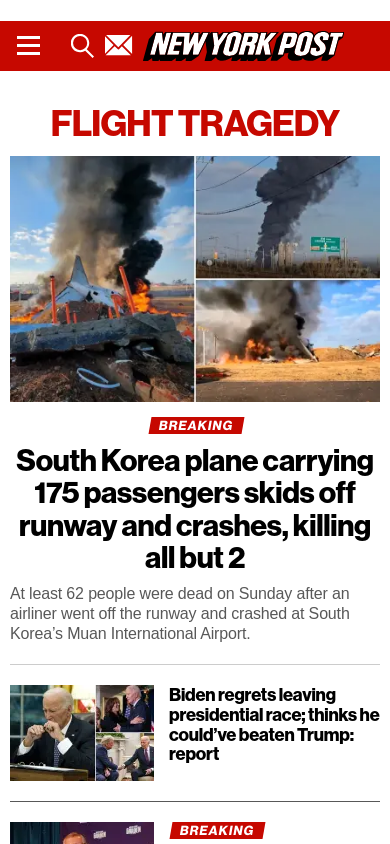 NEW YORK POST
FLIGHT TRAGEDY
BREAKING
South Korea plane carrying
175 passengers skids off
runway and crashes, killing
all but 2
At least 62 people were dead on Sunday after an
airliner went off the runway and crashed at South
Korea’s Muan International Airport.
Biden regrets leaving
presidential race; thinks he
could’ve beaten Trump:
report
BREAKING